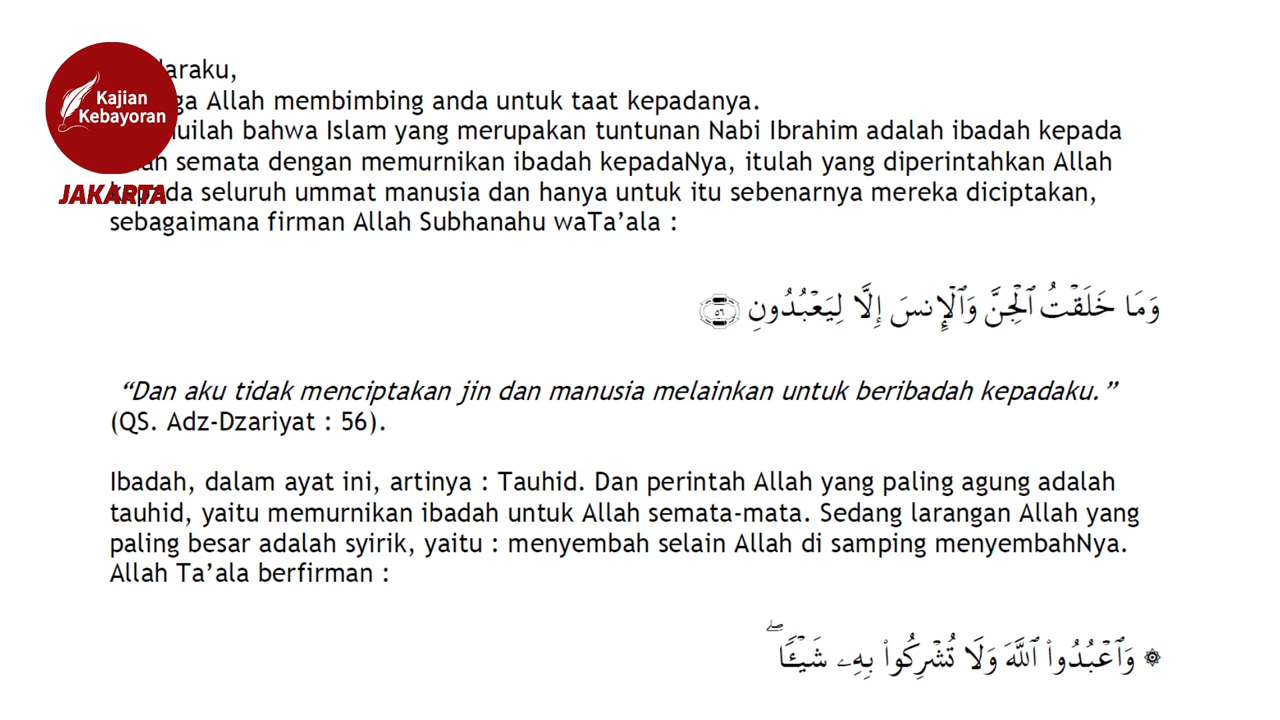 Kajian
Kebayoran
JAKARTA
araku,
Allah membimbing anda untuk taat kepadanya.
bahwa Islam yang merupakan tuntunan Nabi Ibrahim adalah ibadah kepada
semata dengan memurnikan ibadah kepadaNya, itulah yang diperintahkan Allah
kepada seluruh ummat manusia dan hanya untuk itu sebenarnya mereka diciptakan,
sebagaimana firman Allah Subhanahu waTa’ala :
وَمَا خَلَقْتُ ٱلْجِنَّ وَٱلْإِنسَ إِلَّا لِيَعْبُدُونِ ٥٦
“Dan aku tidak menciptakan jin dan manusia melainkan untuk beribadah kepadaku.”
(QS. Adz-Dzariyat : 56).
Ibadah, dalam ayat ini, artinya : Tauhid. Dan perintah Allah yang paling agung adalah
tauhid, yaitu memurnikan ibadah untuk Allah semata-mata. Sedang larangan Allah yang
paling besar adalah syirik, yaitu : menyembah selain Allah di samping menyembahNya.
Allah Ta’ala berfirman :
۞ وَٱعْبُدُوا۟ ٱللَّهَ وَلَا تُشْرِكُوا۟ بِهِۦ شَيْـًٔا ۖ